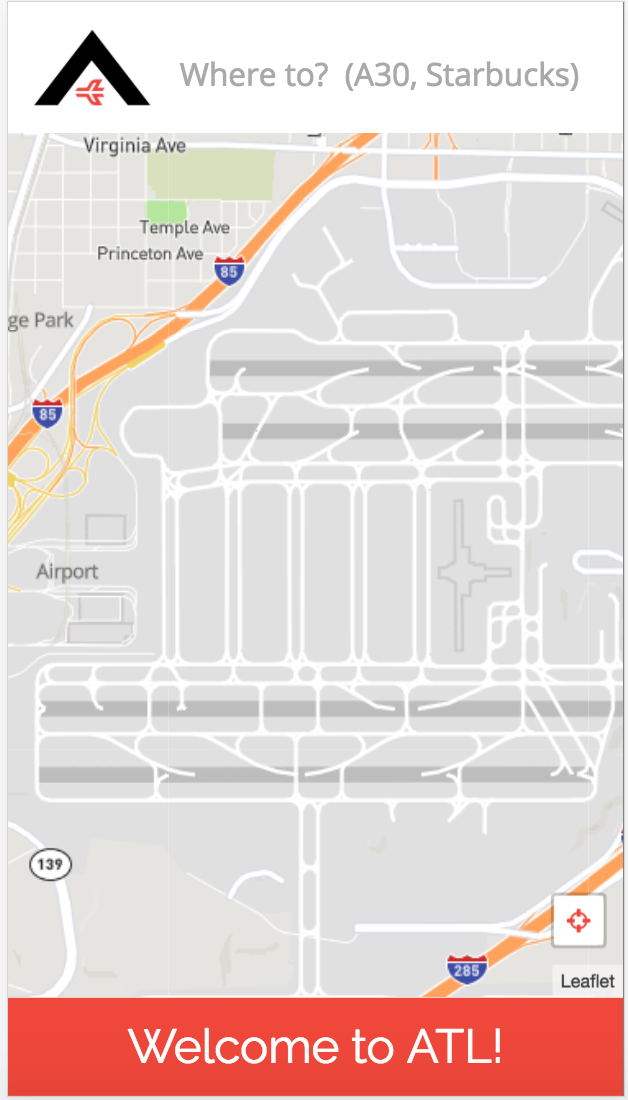 Where to?  (A30, Starbucks)
Virginia Ave
Temple Ave
Princeton Ave
85
ge Park
85
Airport
139
285
Leaflet
Welcome to ATL!